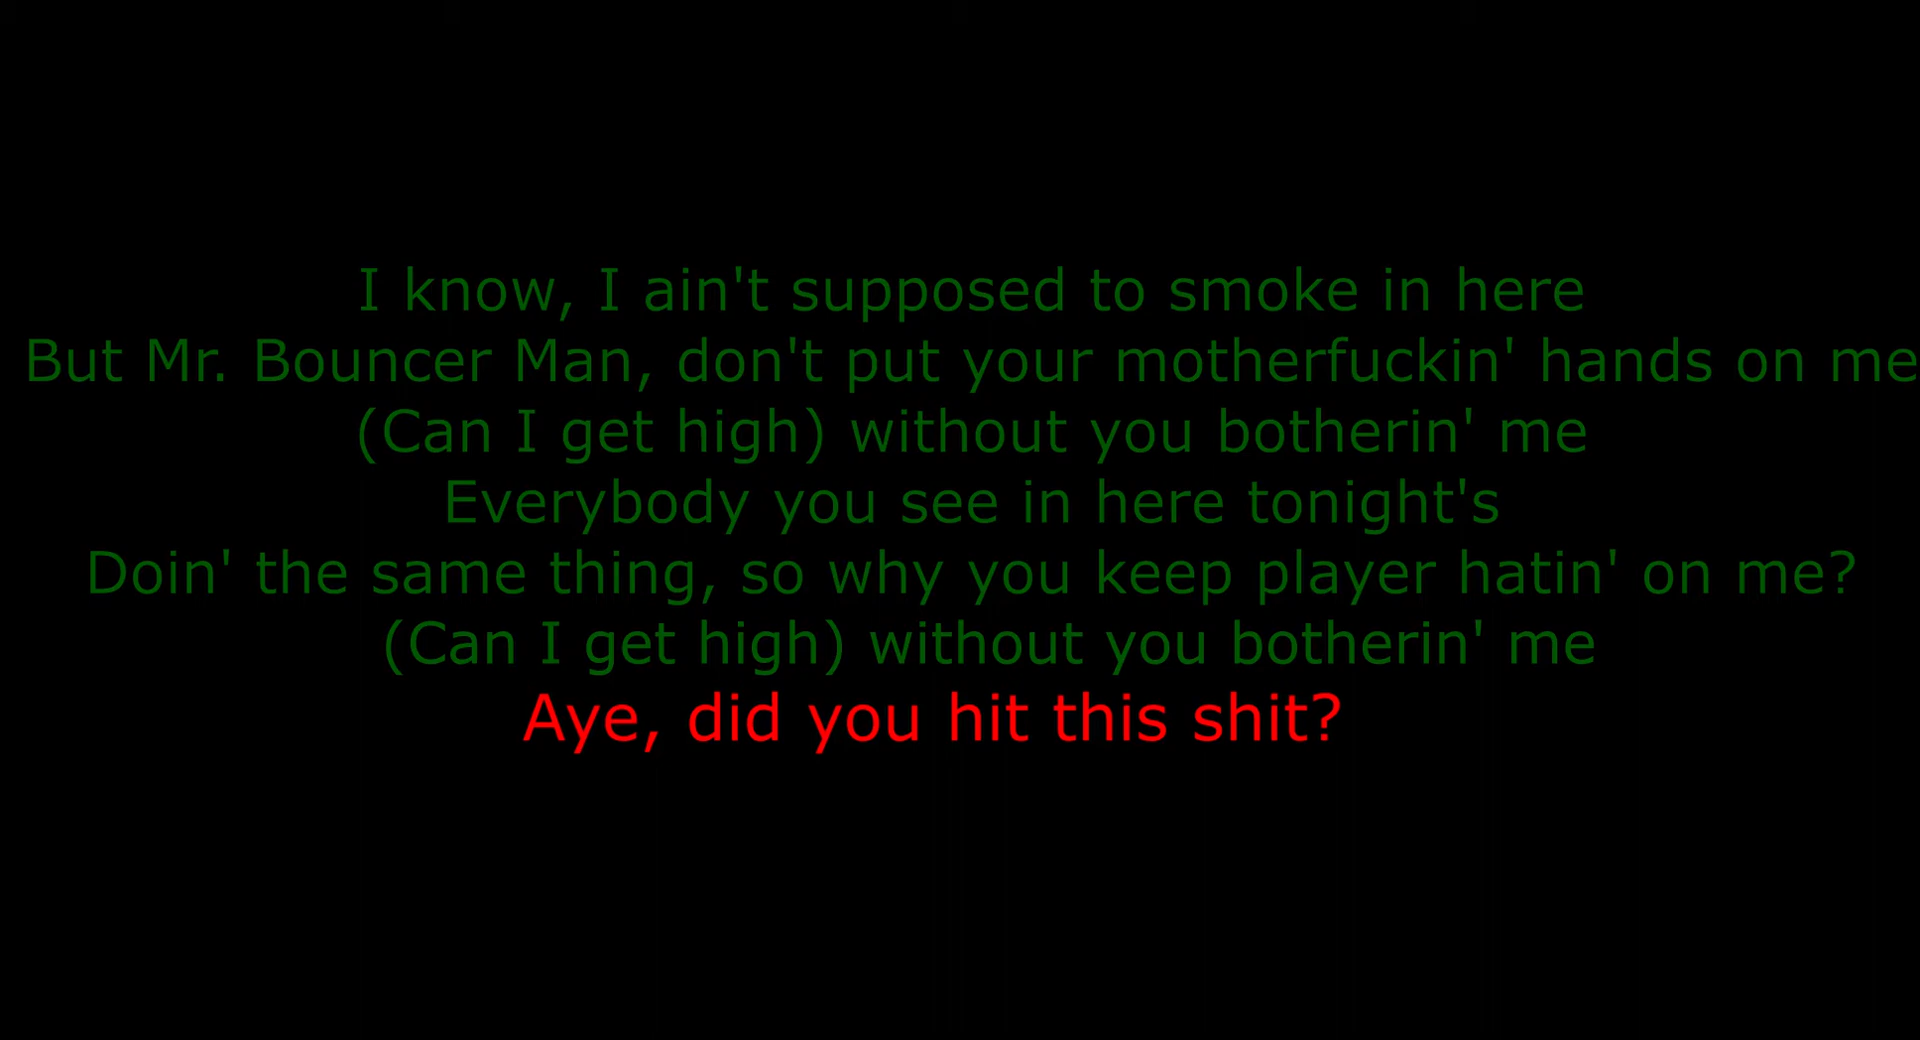 I know, I ain't supposed to smoke in here
But Mr. Bouncer Man, don't put your motherfuckin' hands on me
(Can I get high) without you botherin' me
Everybody you see in here tonight's
Doin' the same thing, so why you keep player hatin' on me?
(Can I get high) without you botherin' me
Aye, did you hit this shit?